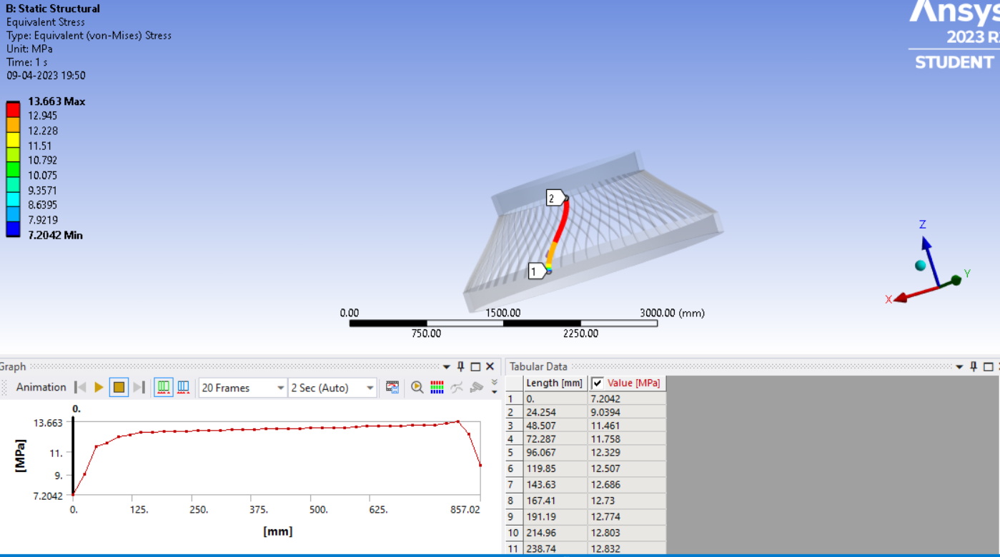 B: Static Structural
Equivalent Stress
Type: Equivalent (von-Mises) Stress
Unit: MPa
Time: 1 s
09-04-2023 19:50
Ansys
2023 R
STUDENT
13.663 Max
12.945
12.228
11.51
10.792
10.075
9.3571
8.6395
7.9219
7.2042 Min
2
1
Z
Y
X
0.00 1500.00 3000.00 (mm)
750.00 2250.00
Graph
Animation 20 Frames 2 Sec (Auto)
0.
13.663
11.
9.
7.2042
[MPa]
0. 125. 250. 375. 500. 625. 857.02
[mm]
Tabular Data
Length [mm] Value [MPa]
1 0. 7.2042
2 24.254 9.0394
3 48.507 11.461
4 72.287 11.758
5 96.067 12.329
6 119.85 12.507
7 143.63 12.686
8 167.41 12.73
9 191.19 12.774
10 214.96 12.803
11 238.74 12.832